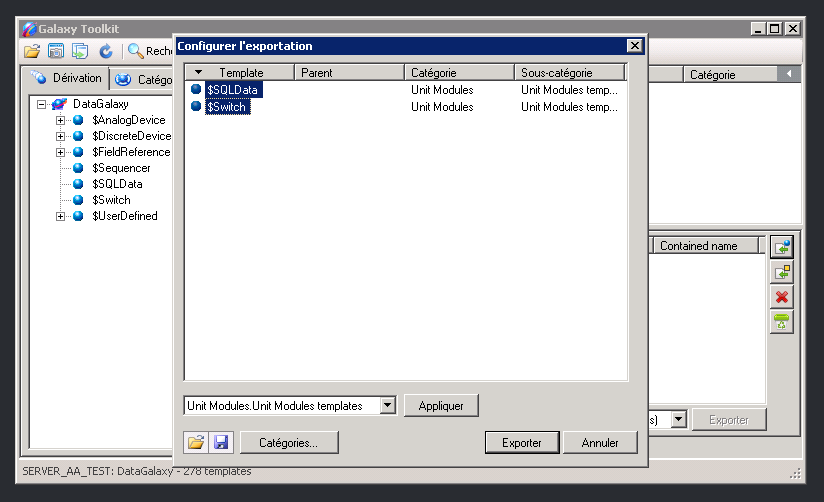 Galaxy Toolkit
Rech
Dérivation
Catégo
DataGalaxy
$AnalogDevice
$DiscreteDevice
$FieldReference
$Sequencer
$SQLData
$Switch
$UserDefined
Configurer l'exportation
Template Parent Catégorie Sous-catégorie
$SQLData Unit Modules Unit Modules temp...
$Switch Unit Modules Unit Modules temp...
Unit Modules.Unit Modules templates
Appliquer
Catégories...
Exporter
Annuler
Catégorie
Contained name
s)
Exporter
SERVER_AA_TEST: DataGalaxy - 278 templates